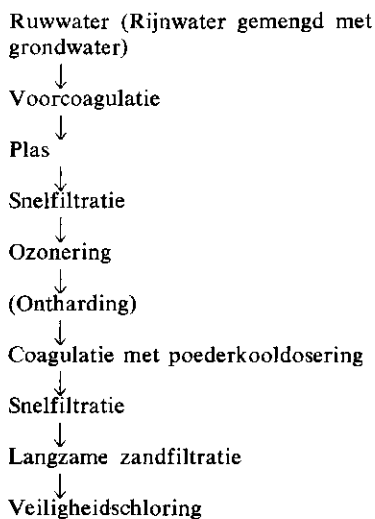 Ruwwater (Rijnwater gemengd met
grondwater)
↓
Voorcoagulatie
↓
Plas
↓
Snelfiltratie
↓
Ozonering
↓
(Ontharding)
↓
Coagulatie met poederkooldosering
↓
Snelfiltratie
↓
Langzame zandfiltratie
↓
Veiligheidschloring